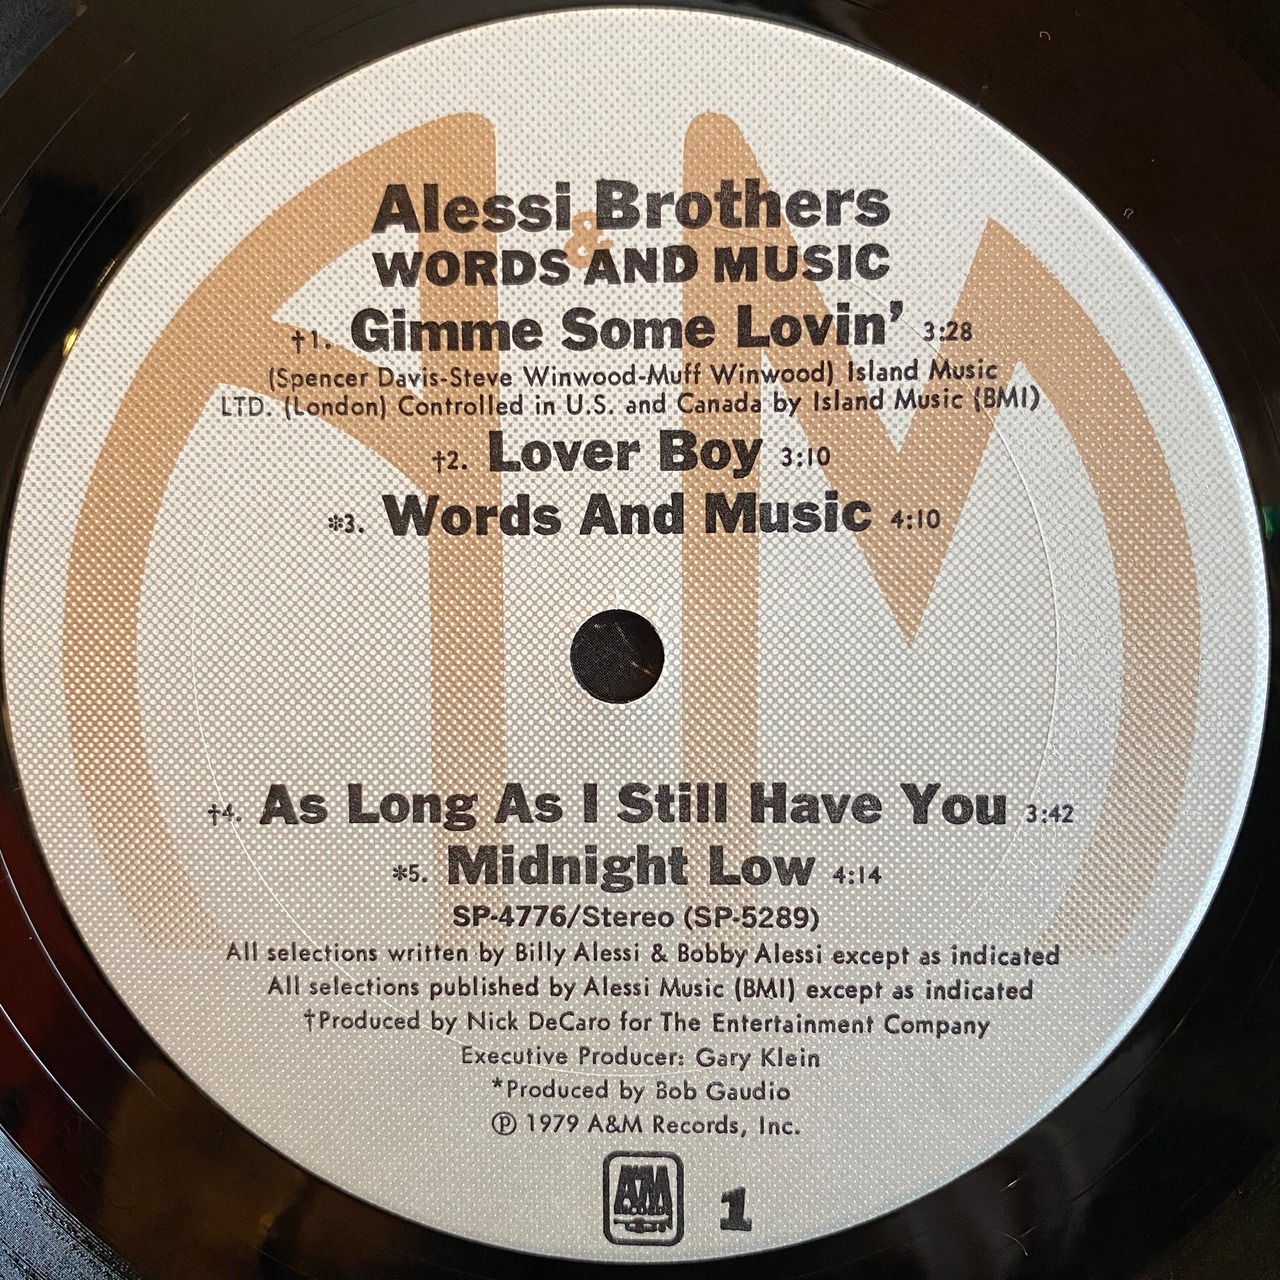 Alessi Brothers
&
WORDS AND MUSIC
†1. Gimme Some Lovin’ 3:28
(Spencer Davis-Steve Winwood-Muff Winwood) Island Music
LTD. (London) Controlled in U.S. and Canada by Island Music (BMI)
†2. Lover Boy 3:10
*3. Words And Music 4:10
†4. As Long As I Still Have You 3:42
*5. Midnight Low 4:14
SP-4776/Stereo (SP-5289)
All selections written by Billy Alessi & Bobby Alessi except as indicated
All selections published by Alessi Music (BMI) except as indicated
†Produced by Nick DeCaro for The Entertainment Company
Executive Producer: Gary Klein
*Produced by Bob Gaudio
℗ 1979 A&M Records, Inc.
A&M RECORDS 1